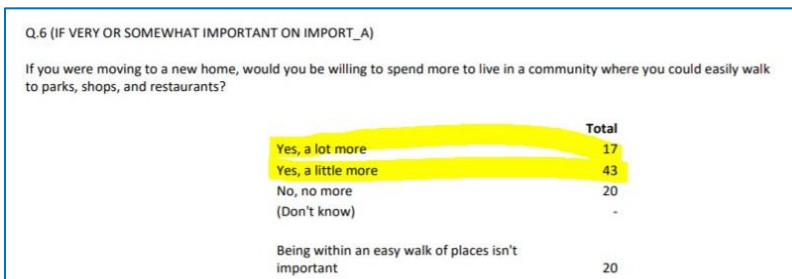 Q.6 (IF VERY OR SOMEWHAT IMPORTANT ON IMPORT_A)
If you were moving to a new home, would you be willing to spend more to live in a community where you could easily walk
to parks, shops, and restaurants?
Total
Yes, a lot more 17
Yes, a little more 43
No, no more 20
(Don't know) -
Being within an easy walk of places isn't
important 20